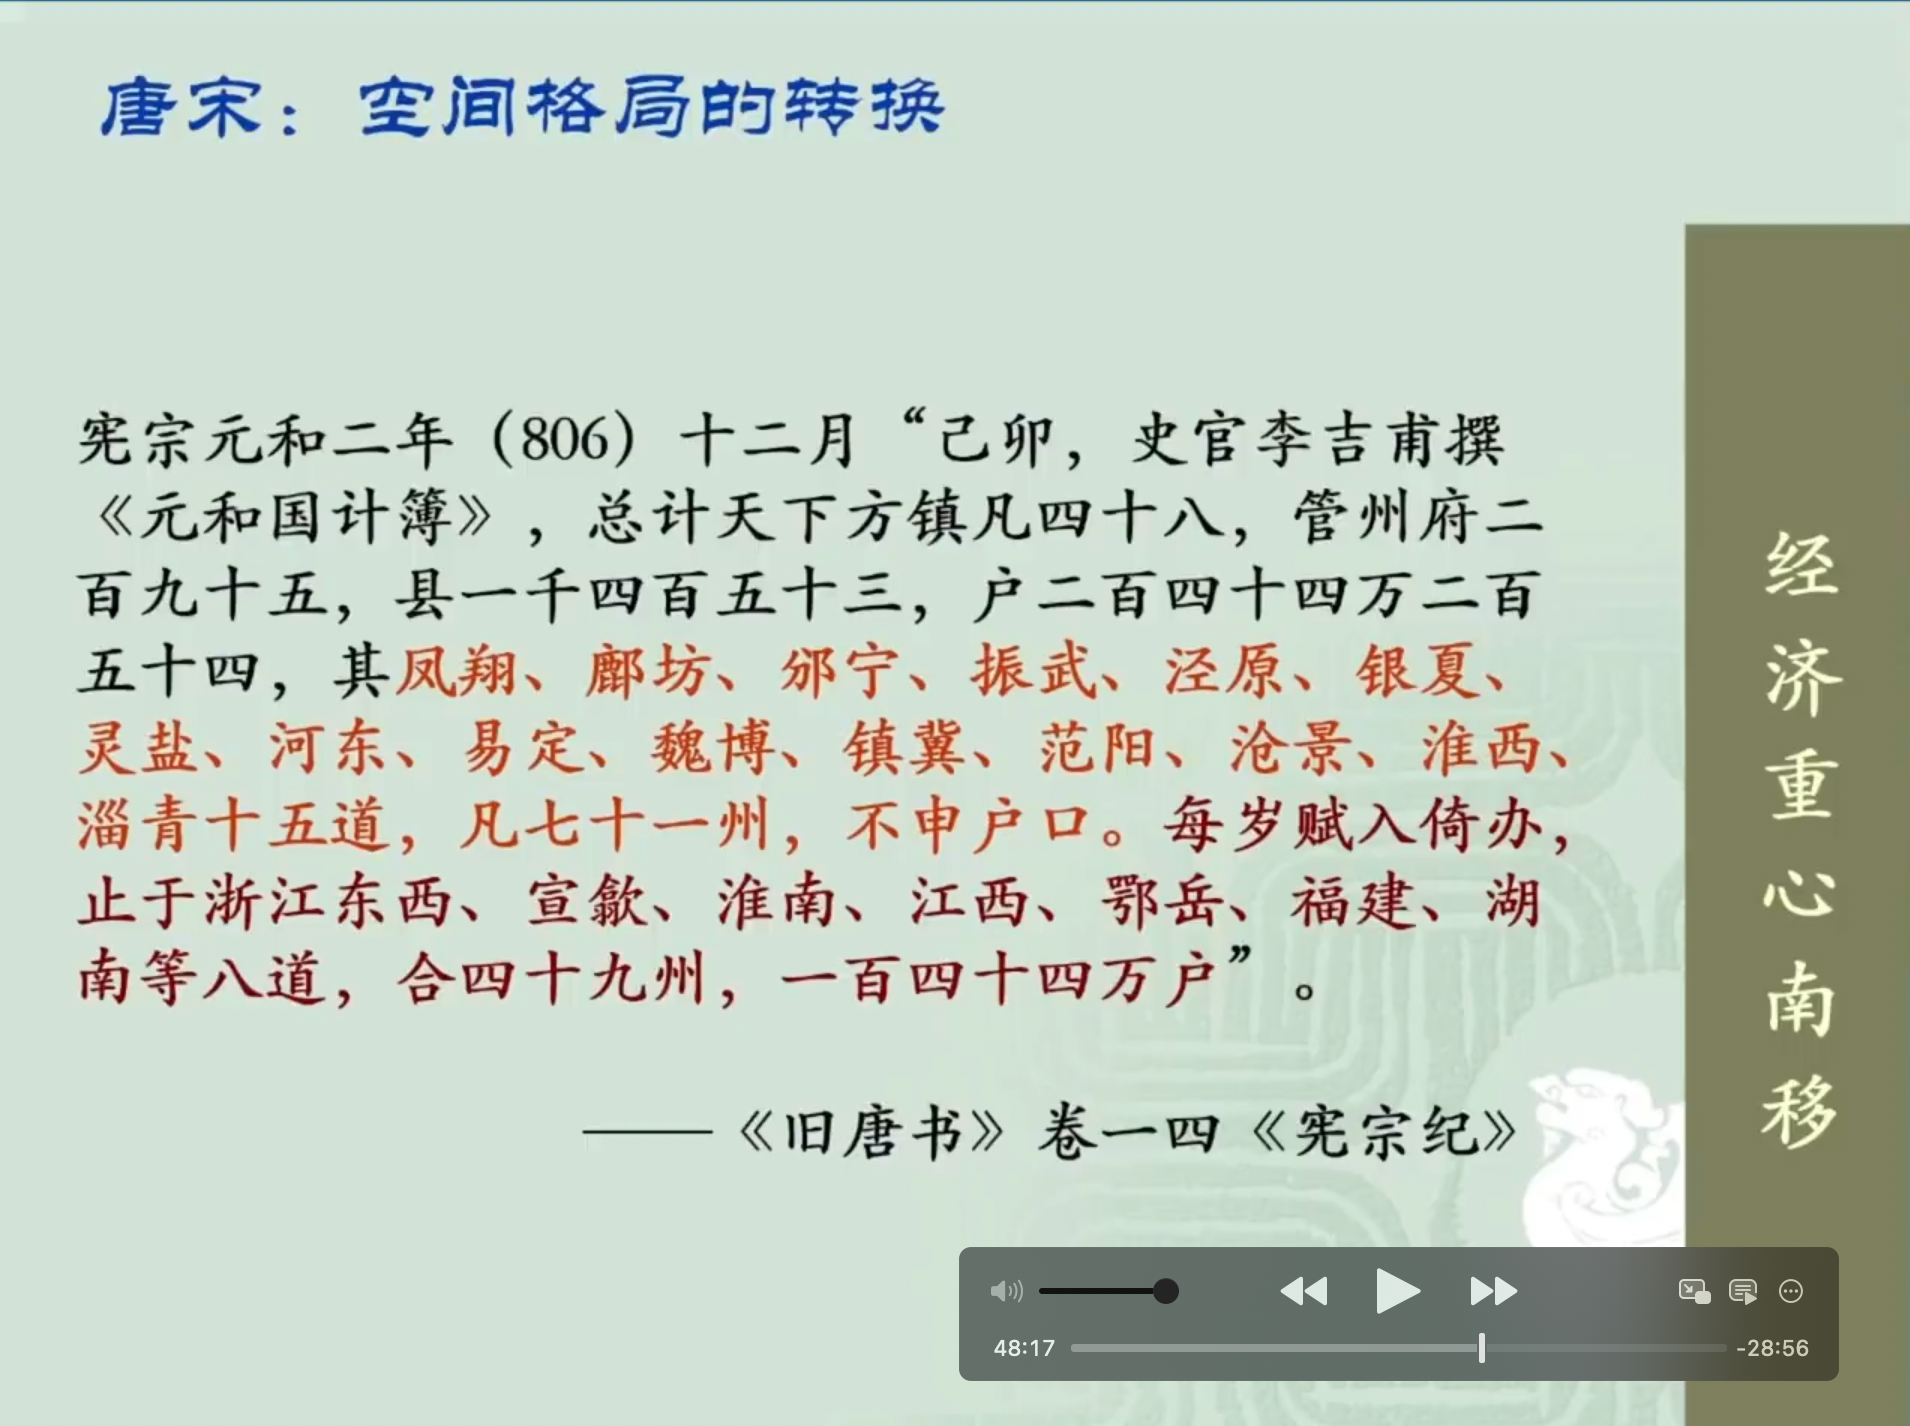 唐宋：空间格局的转换
宪宗元和二年（806）十二月“己卯，史官李吉甫撰
《元和国计簿》，总计天下方镇凡四十八，管州府二
百九十五，县一千四百五十三，户二百四十四万二百
五十四，其凤翔、鄜坊、邠宁、振武、泾原、银夏、
灵盐、河东、易定、魏博、镇冀、范阳、沧景、淮西、
淄青十五道，凡七十一州，不申户口。每岁赋入倚办，
止于浙江东西、宣歙、淮南、江西、鄂岳、福建、湖
南等八道，合四十九州，一百四十四万户”。
——《旧唐书》卷一四《宪宗纪》
经济重心南移
48:17
-28:56